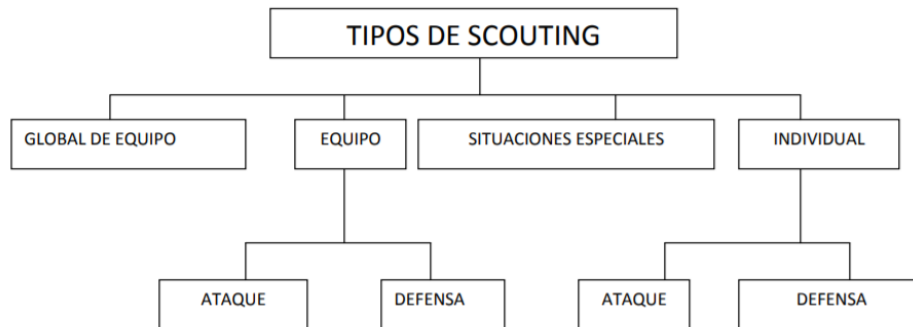 TIPOS DE SCOUTING
GLOBAL DE EQUIPO
EQUIPO
SITUACIONES ESPECIALES
INDIVIDUAL
ATAQUE
DEFENSA
ATAQUE
DEFENSA